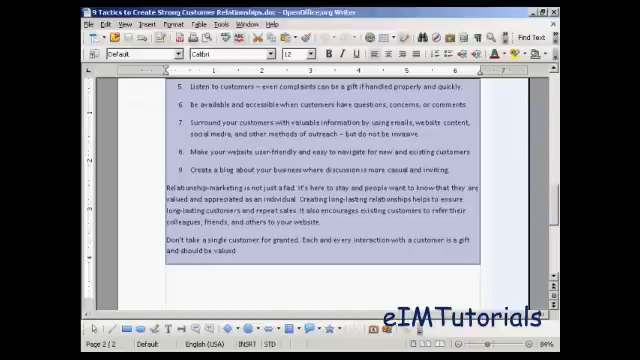 9 Tactics to Create Strong Customer Relationships.doc - OpenOffice.org Writer
File Edit View Insert Format Table Tools Window Help
Find Text
Default Calibri 12
1 1 2 3 4 5 6 7
5. Listen to customers – even complaints can be a gift if handled properly and quickly.
6. Be available and accessible when customers have questions, concerns, or comments.
7. Surround your customers with valuable information by using emails, website content,
social media, and other methods of outreach – but do not be invasive.
8. Make your website user-friendly and easy to navigate for new and existing customers
9. Create a blog about your business where discussion is more casual and inviting.
Relationship-marketing is not just a fad. It's here to stay and people want to know that they are
valued and appreciated as an individual. Creating long-lasting relationships helps to ensure
long-lasting customers and repeat sales. It also encourages existing customers to refer their
colleagues, friends, and others to your website.
Don't take a single customer for granted. Each and every interaction with a customer is a gift
and should be valued
eIMTutorials
Page 2 / 2 Default English (USA) INSRT STD 84%